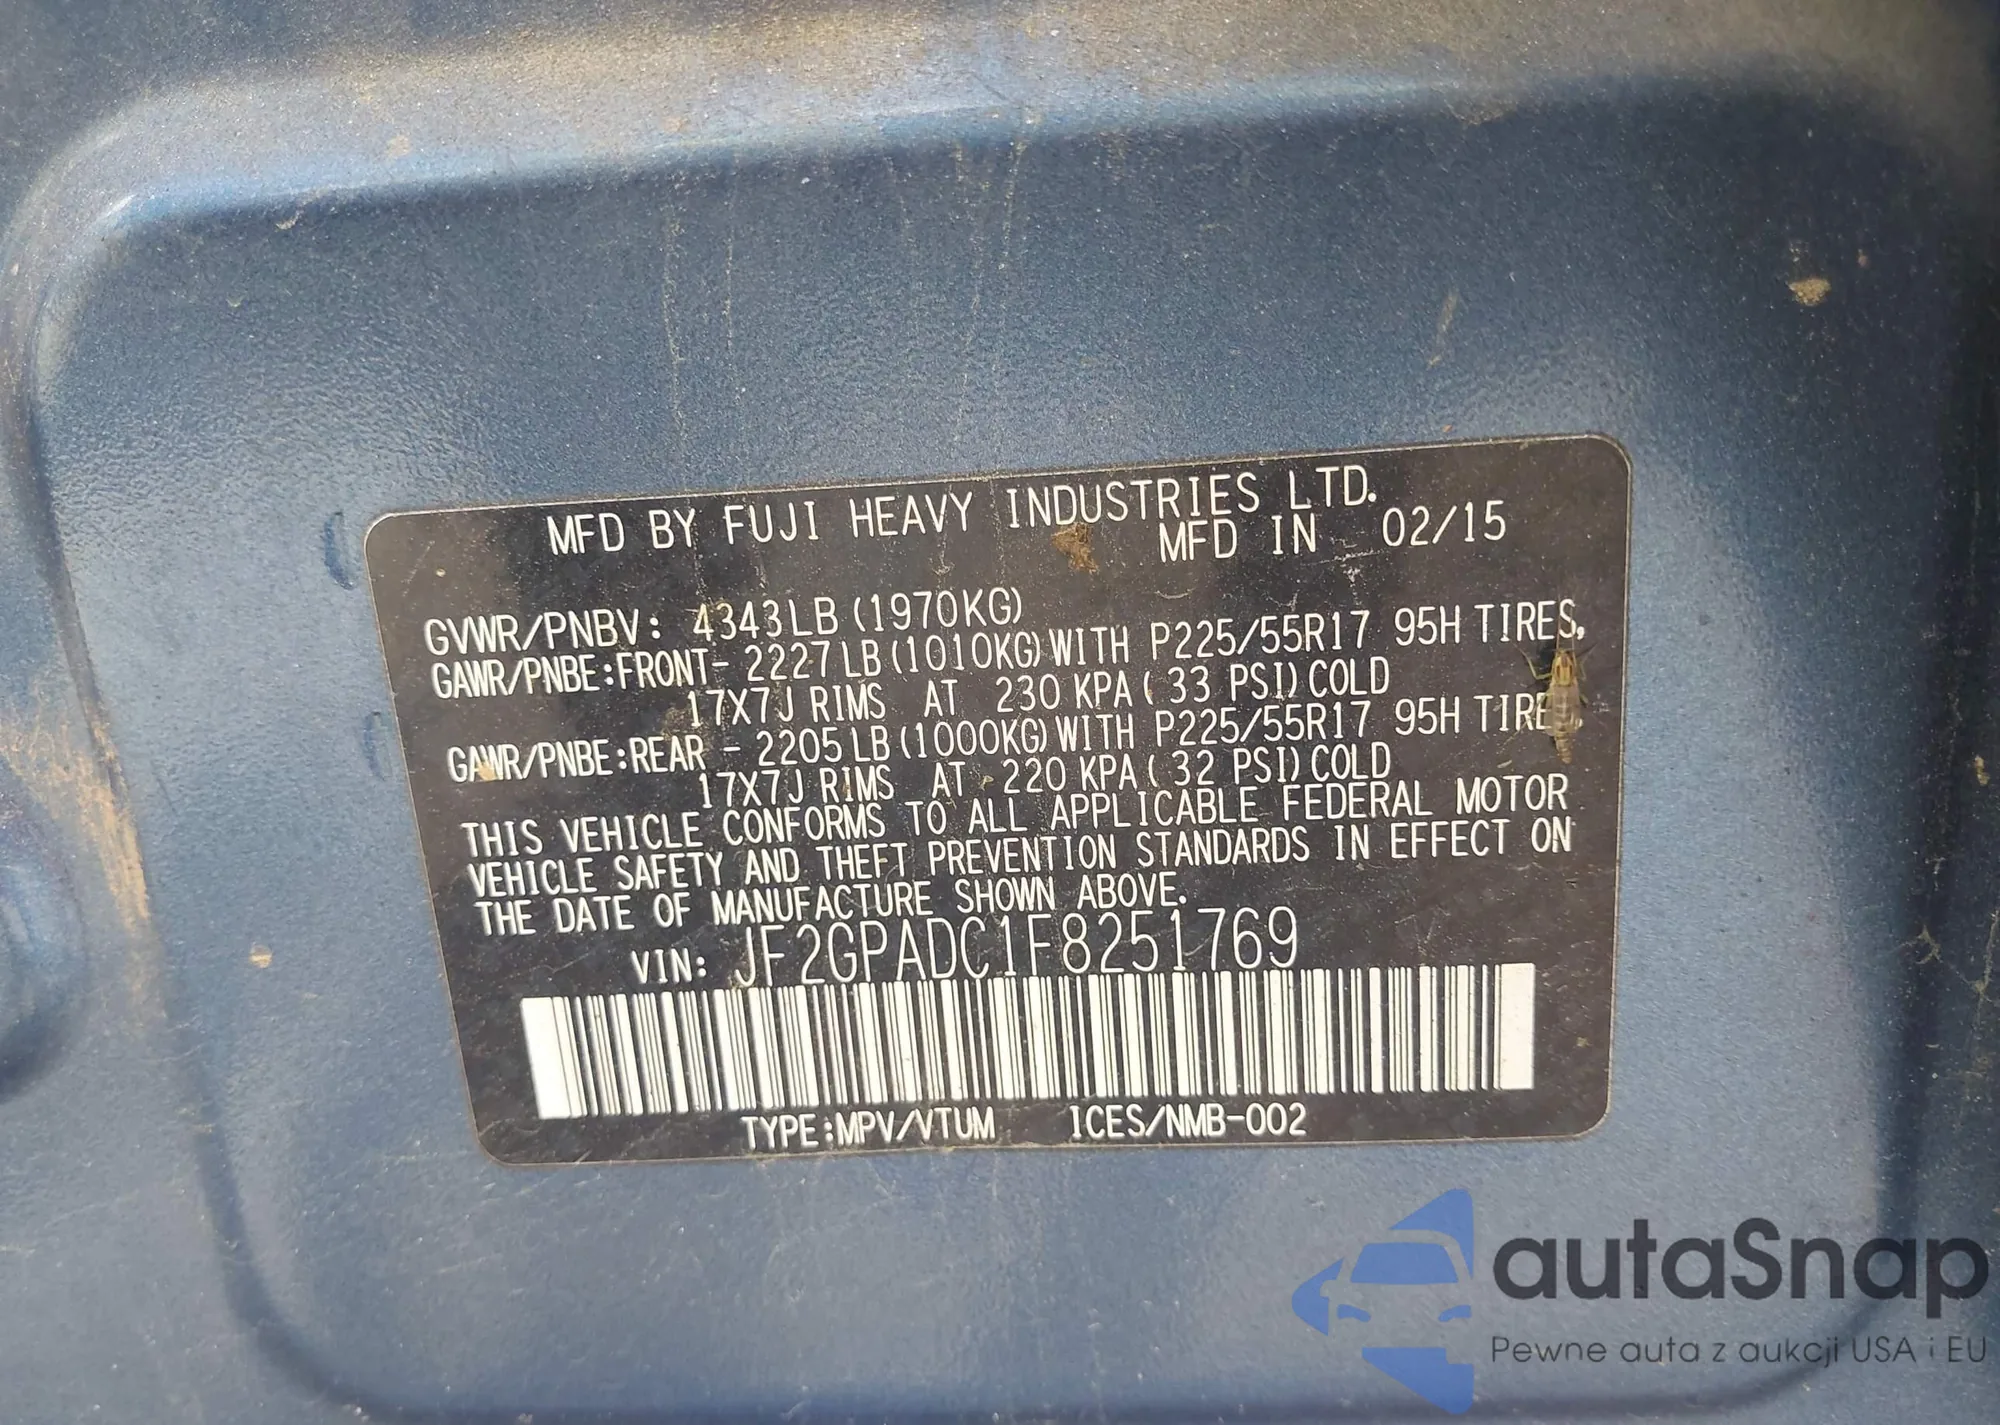 MFD BY FUJI HEAVY INDUSTRIES LTD.
MFD IN 02/15
GVWR/PNBV: 4343LB (1970KG)
GAWR/PNBE:FRONT- 2227LB (1010KG) WITH P225/55R17 95H TIRES,
17X7J RIMS AT 230 KPA (33 PSI) COLD
GAWR/PNBE:REAR - 2205LB (1000KG) WITH P225/55R17 95H TIRES,
17X7J RIMS AT 220 KPA (32 PSI) COLD
THIS VEHICLE CONFORMS TO ALL APPLICABLE FEDERAL MOTOR
VEHICLE SAFETY AND THEFT PREVENTION STANDARDS IN EFFECT ON
THE DATE OF MANUFACTURE SHOWN ABOVE.
VIN: JF2GPADC1F8251769
TYPE:MPV/VTUM ICES/NMB-002
autaSnap
Pewne auta z aukcji USA i EU